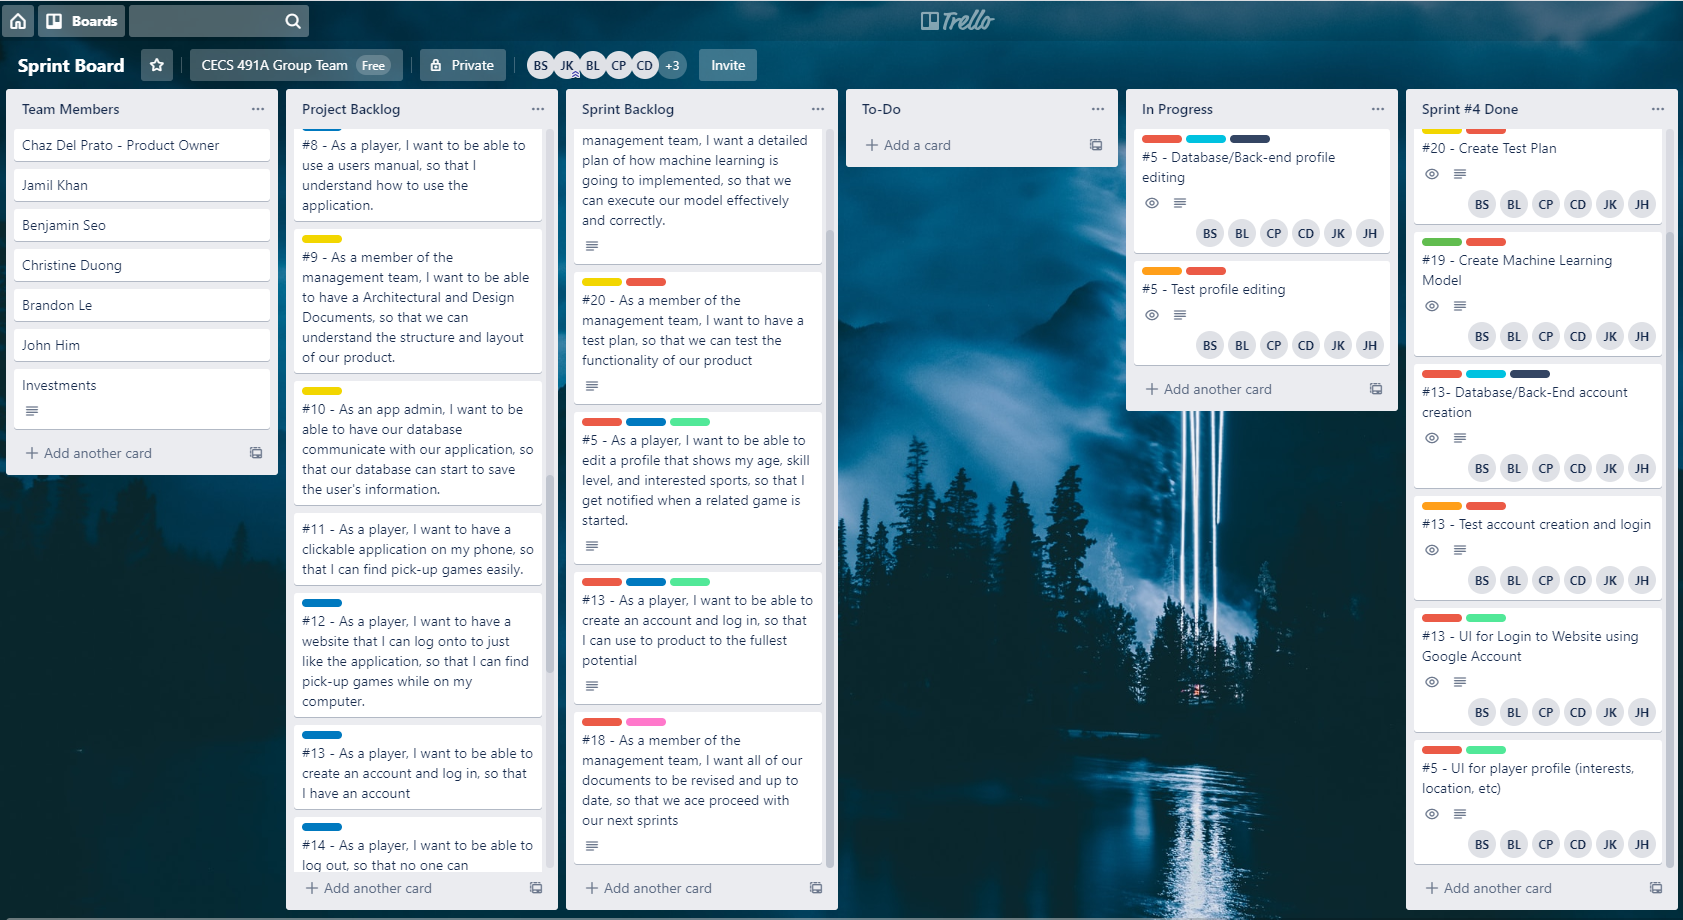 Boards
Trello
Sprint Board
CECS 491A Group Team Free
Private
BS JK BL CP CD +3
Invite
Team Members
Chaz Del Prato - Product Owner
Jamil Khan
Benjamin Seo
Christine Duong
Brandon Le
John Him
Investments
Add another card
Project Backlog
#8 - As a player, I want to be able to
use a users manual, so that I
understand how to use the
application.
#9 - As a member of the
management team, I want to be able
to have a Architectural and Design
Documents, so that we can
understand the structure and layout
of our product.
#10 - As an app admin, I want to be
able to have our database
communicate with our application, so
that our database can start to save
the user's information.
#11 - As a player, I want to have a
clickable application on my phone, so
that I can find pick-up games easily.
#12 - As a player, I want to have a
website that I can log onto to just
like the application, so that I can find
pick-up games while on my
computer.
#13 - As a player, I want to be able to
create an account and log in, so that
I have an account
#14 - As a player, I want to be able to
log out, so that no one can
Add another card
Sprint Backlog
management team, I want a detailed
plan of how machine learning is
going to implemented, so that we
can execute our model effectively
and correctly.
#20 - As a member of the
management team, I want to have a
test plan, so that we can test the
functionality of our product
#5 - As a player, I want to be able to
edit a profile that shows my age, skill
level, and interested sports, so that I
get notified when a related game is
started.
#13 - As a player, I want to be able to
create an account and log in, so that
I can use to product to the fullest
potential
#18 - As a member of the
management team, I want all of our
documents to be revised and up to
date, so that we ace proceed with
our next sprints
Add another card
To-Do
Add a card
In Progress
#5 - Database/Back-end profile
editing
BS BL CP CD JK JH
#5 - Test profile editing
BS BL CP CD JK JH
Add another card
Sprint #4 Done
#20 - Create Test Plan
BS BL CP CD JK JH
#19 - Create Machine Learning
Model
BS BL CP CD JK JH
#13- Database/Back-End account
creation
BS BL CP CD JK JH
#13 - Test account creation and login
BS BL CP CD JK JH
#13 - UI for Login to Website using
Google Account
BS BL CP CD JK JH
#5 - UI for player profile (interests,
location, etc)
BS BL CP CD JK JH
Add another card